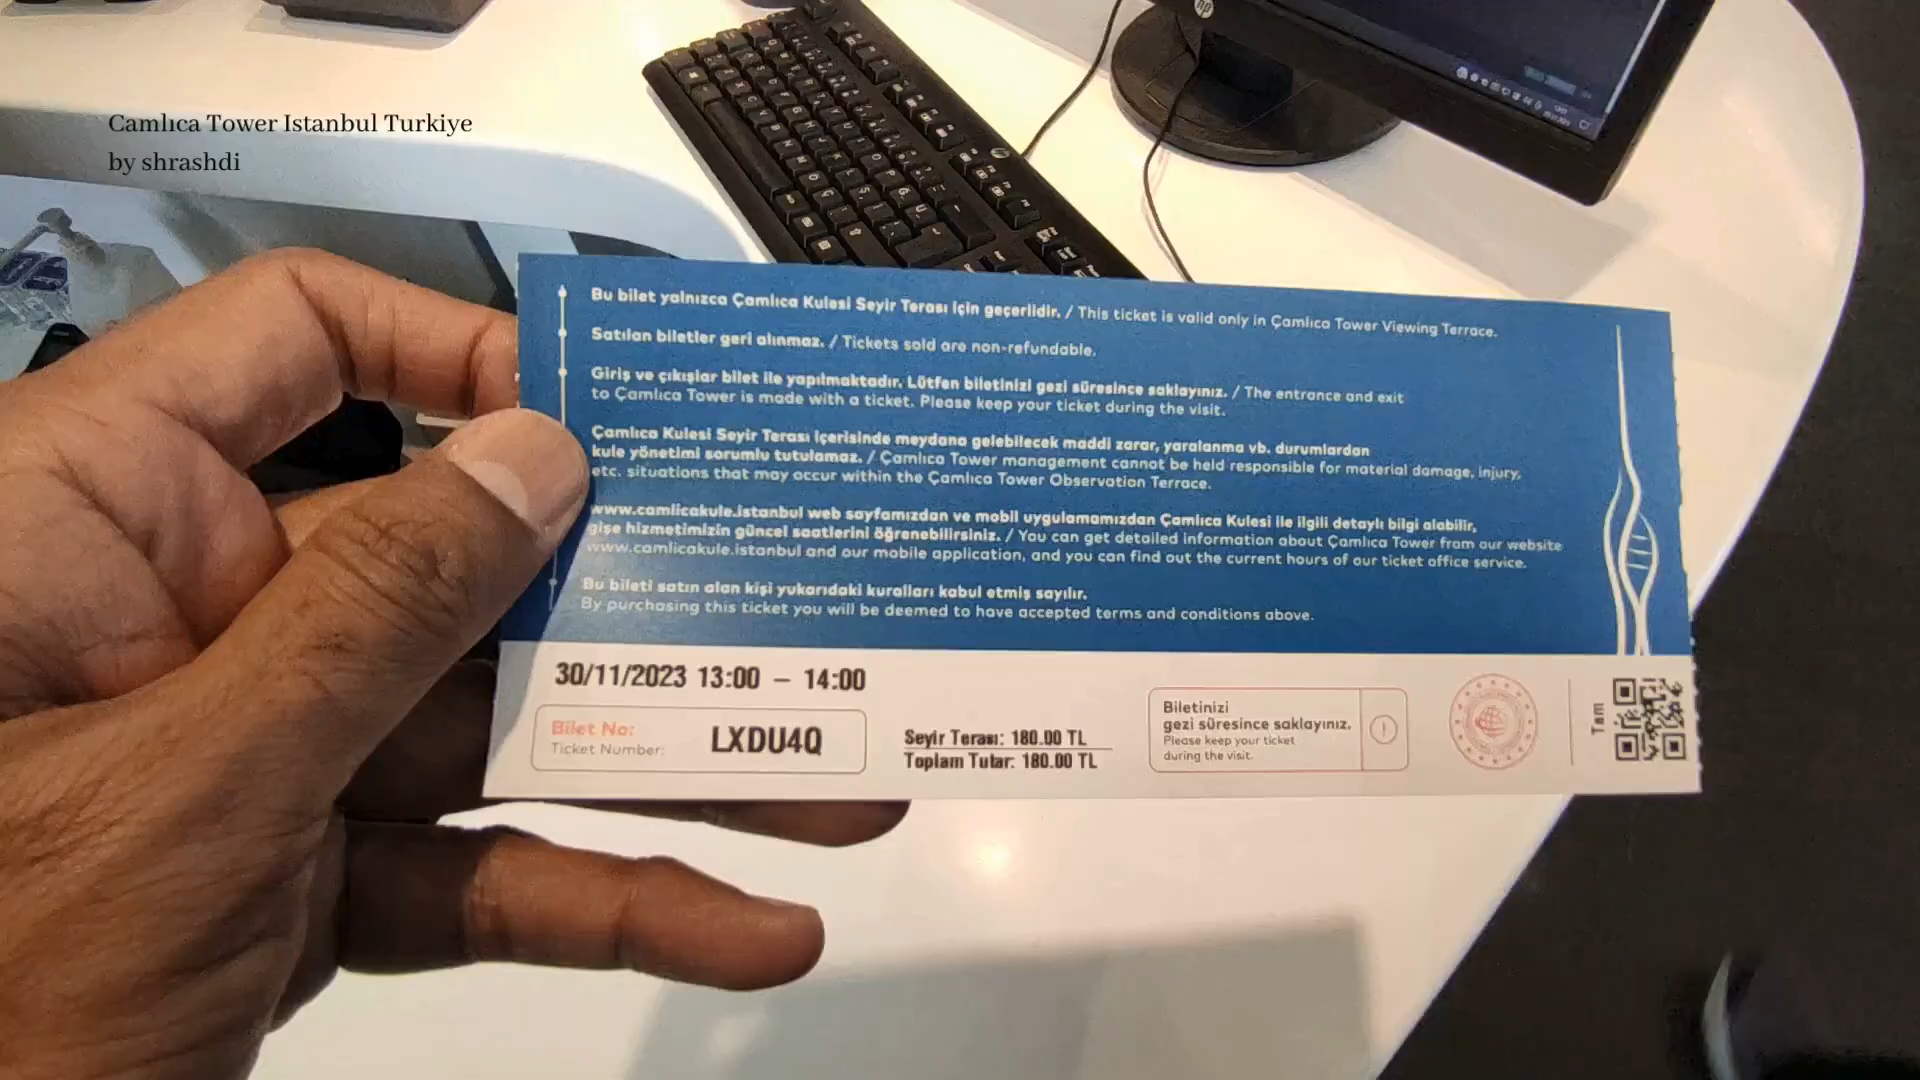 Camlıca Tower Istanbul Turkiye
by shrashdi
hp
Bu bilet yalnızca Çamlıca Kulesi Seyir Terası için geçerlidir. / This ticket is valid only in Çamlıca Tower Viewing Terrace.
Satılan biletler geri alınmaz. / Tickets sold are non-refundable.
Giriş ve çıkışlar bilet ile yapılmaktadır. Lütfen biletinizi gezi süresince saklayınız. / The entrance and exit
to Çamlıca Tower is made with a ticket. Please keep your ticket during the visit.
Çamlıca Kulesi Seyir Terası içerisinde meydana gelebilecek maddi zarar, yaralanma vb. durumlardan
kule yönetimi sorumlu tutulamaz. / Çamlıca Tower management cannot be held responsible for material damage, injury,
etc. situations that may occur within the Çamlıca Tower Observation Terrace.
www.camlicakule.istanbul web sayfamızdan ve mobil uygulamamızdan Çamlıca Kulesi ile ilgili detaylı bilgi alabilir,
gişe hizmetimizin güncel saatlerini öğrenebilirsiniz. / You can get detailed information about Çamlıca Tower from our website
www.camlicakule.istanbul and our mobile application, and you can find out the current hours of our ticket office service.
Bu bileti satın alan kişi yukarıdaki kuralları kabul etmiş sayılır.
By purchasing this ticket you will be deemed to have accepted terms and conditions above.
30/11/2023 13:00 – 14:00
Bilet No:
Ticket Number:
LXDU4Q
Seyir Terası: 180.00 TL
Toplam Tutar: 180.00 TL
Biletinizi
gezi süresince saklayınız.
Please keep your ticket
during the visit.
Tam